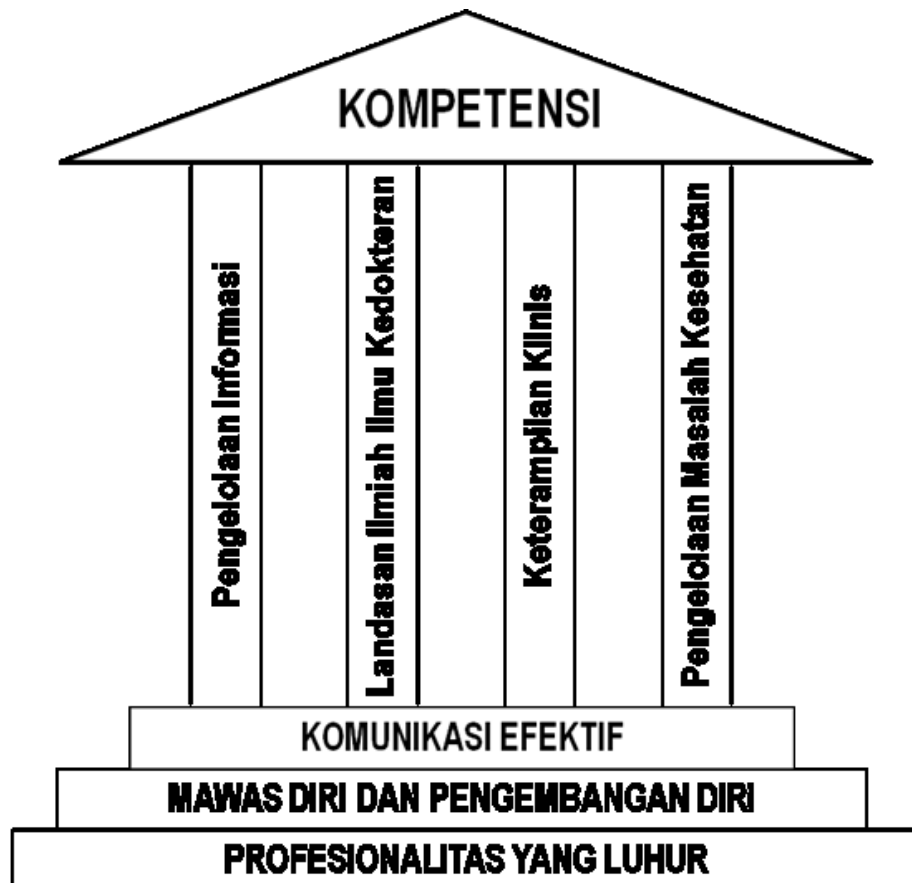 KOMPETENSI
Pengelolaan Informasi
Landasan Ilmiah Ilmu Kedokteran
Keterampilan Klinis
Pengelolaan Masalah Kesehatan
KOMUNIKASI EFEKTIF
MAWAS DIRI DAN PENGEMBANGAN DIRI
PROFESIONALITAS YANG LUHUR